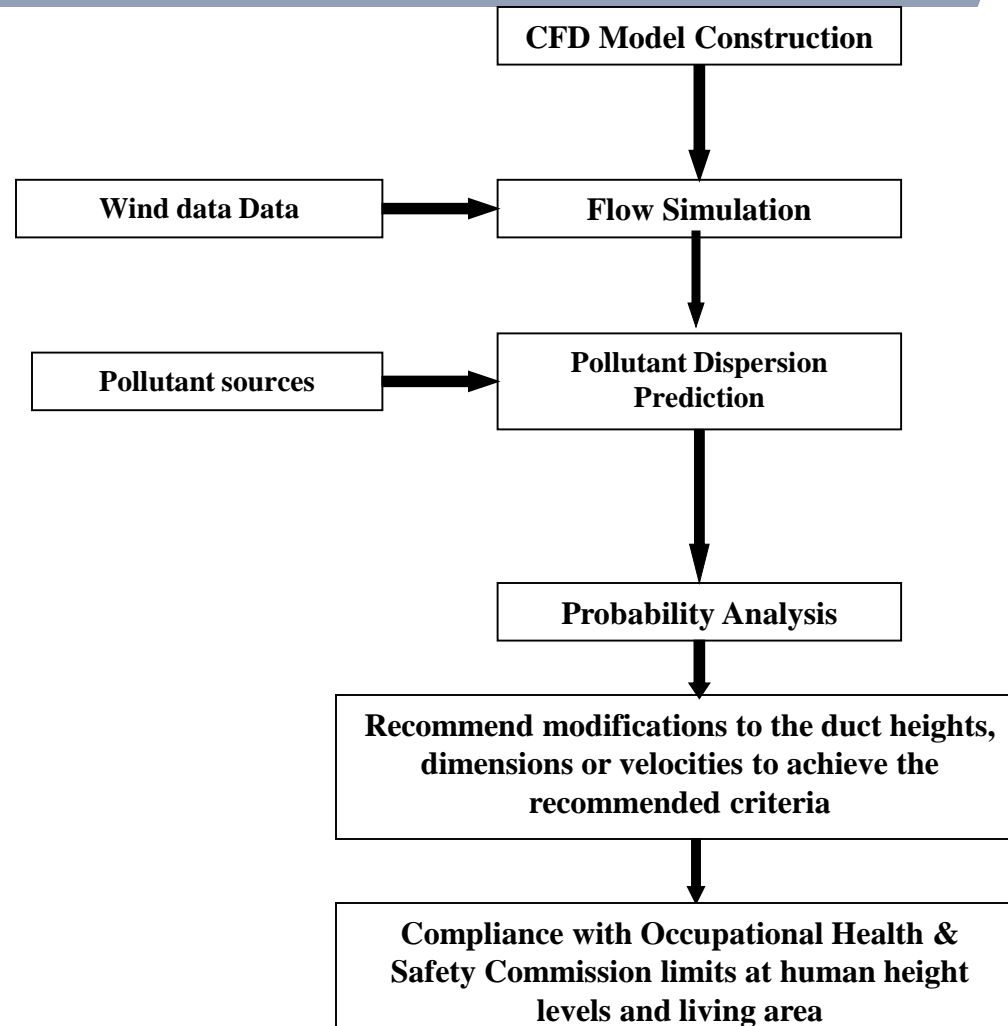 CFD Model Construction
Wind data Data
Flow Simulation
Pollutant sources
Pollutant Dispersion
Prediction
Probability Analysis
Recommend modifications to the duct heights,
dimensions or velocities to achieve the
recommended criteria
Compliance with Occupational Health &
Safety Commission limits at human height
levels and living area